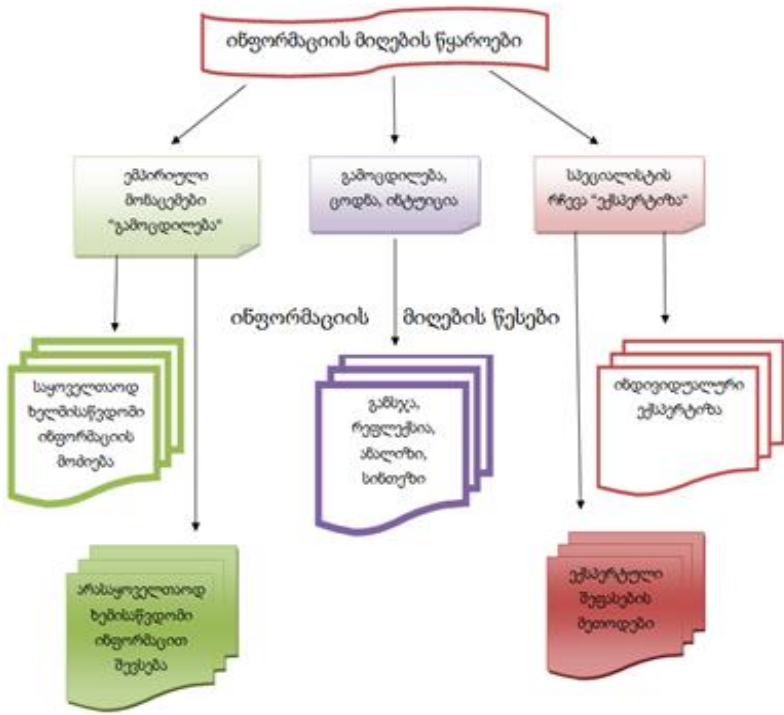 ინფორმაციის მიღების წყაროები
ემპირიული
მონაცემები
"გამოცდილება"
გამოცდილება,
ცოდნა, ინტუიცია
სპეციალისტის
რჩევა "ექსპერტიზა"
ინფორმაციის მიღების წესები
საყოველთაოდ
ხელმისაწვდომი
ინფორმაციის
მოძიება
განსჯა,
რეფლექსია,
ანალიზი,
სინთეზი
ინდივიდუალური
ექსპერტიზა
არასაყოველთაოდ
ხემისაწვდომი
ინფორმაციით
შევსება
ექსპერტული
შეფასების
მეთოდები